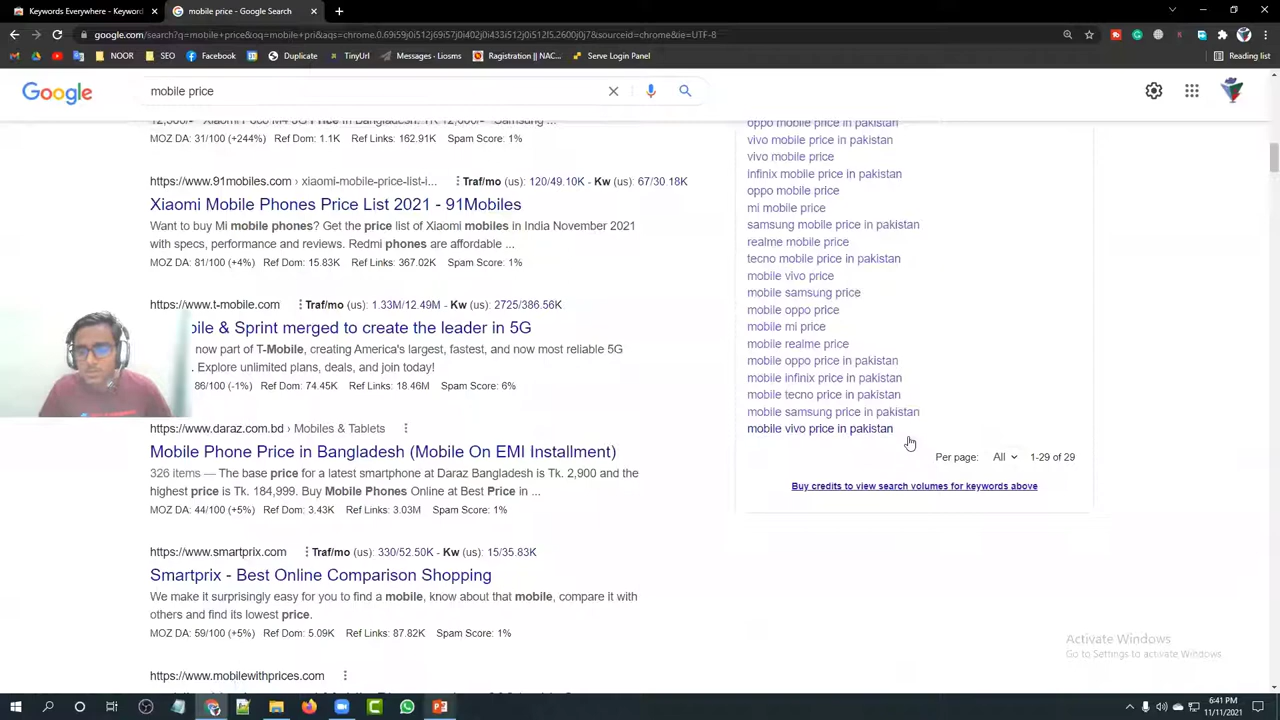 Keywords Everywhere - Keyword
mobile price - Google Search
google.com/search?q=mobile+price&oq=mobile+pri&aqs=chrome.0.69i59j0i512j69i57j0i402j0i433i512j0i512l5.2600j0j7&sourceid=chrome&ie=UTF-8
NOOR
SEO
Facebook
Duplicate
TinyUrl
Messages - Liooms
Registration || NAC...
Serve Login Panel
Reading list
Google
mobile price
MOZ DA: 31/100 (+244%) Ref Dom: 1.1K Ref Links: 162.91K Spam Score: 1%
https://www.91mobiles.com › xiaomi-mobile-price-list-i... Traf/mo (us): 120/49.10K - Kw (us): 67/30.18K
Xiaomi Mobile Phones Price List 2021 - 91Mobiles
Want to buy Mi mobile phones? Get the price list of Xiaomi mobiles in India November 2021
with specs, performance and reviews. Redmi phones are affordable ...
MOZ DA: 81/100 (+4%) Ref Dom: 15.83K Ref Links: 367.02K Spam Score: 1%
https://www.t-mobile.com Traf/mo (us): 1.33M/12.49M - Kw (us): 2725/386.56K
bile & Sprint merged to create the leader in 5G
now part of T-Mobile, creating America's largest, fastest, and now most reliable 5G
. Explore unlimited plans, deals, and join today!
86/100 (-1%) Ref Dom: 74.45K Ref Links: 18.46M Spam Score: 6%
https://www.daraz.com.bd › Mobiles & Tablets
Mobile Phone Price in Bangladesh (Mobile On EMI Installment)
326 items — The base price for a latest smartphone at Daraz Bangladesh is Tk. 2,900 and the
highest price is Tk. 184,999. Buy Mobile Phones Online at Best Price in ...
MOZ DA: 44/100 (+5%) Ref Dom: 3.43K Ref Links: 3.03M Spam Score: 1%
https://www.smartprix.com Traf/mo (us): 330/52.50K - Kw (us): 15/35.83K
Smartprix - Best Online Comparison Shopping
We make it surprisingly easy for you to find a mobile, know about that mobile, compare it with
others and find its lowest price.
MOZ DA: 59/100 (+5%) Ref Dom: 5.09K Ref Links: 87.82K Spam Score: 1%
https://www.mobilewithprices.com
oppo mobile price in pakistan
vivo mobile price in pakistan
vivo mobile price
infinix mobile price in pakistan
oppo mobile price
mi mobile price
samsung mobile price in pakistan
realme mobile price
tecno mobile price in pakistan
mobile vivo price
mobile samsung price
mobile oppo price
mobile mi price
mobile realme price
mobile oppo price in pakistan
mobile infinix price in pakistan
mobile tecno price in pakistan
mobile samsung price in pakistan
mobile vivo price in pakistan
Per page: All 1-29 of 29
Buy credits to view search volumes for keywords above
Activate Windows
Go to Settings to activate Windows.
6:41 PM
11/11/2021